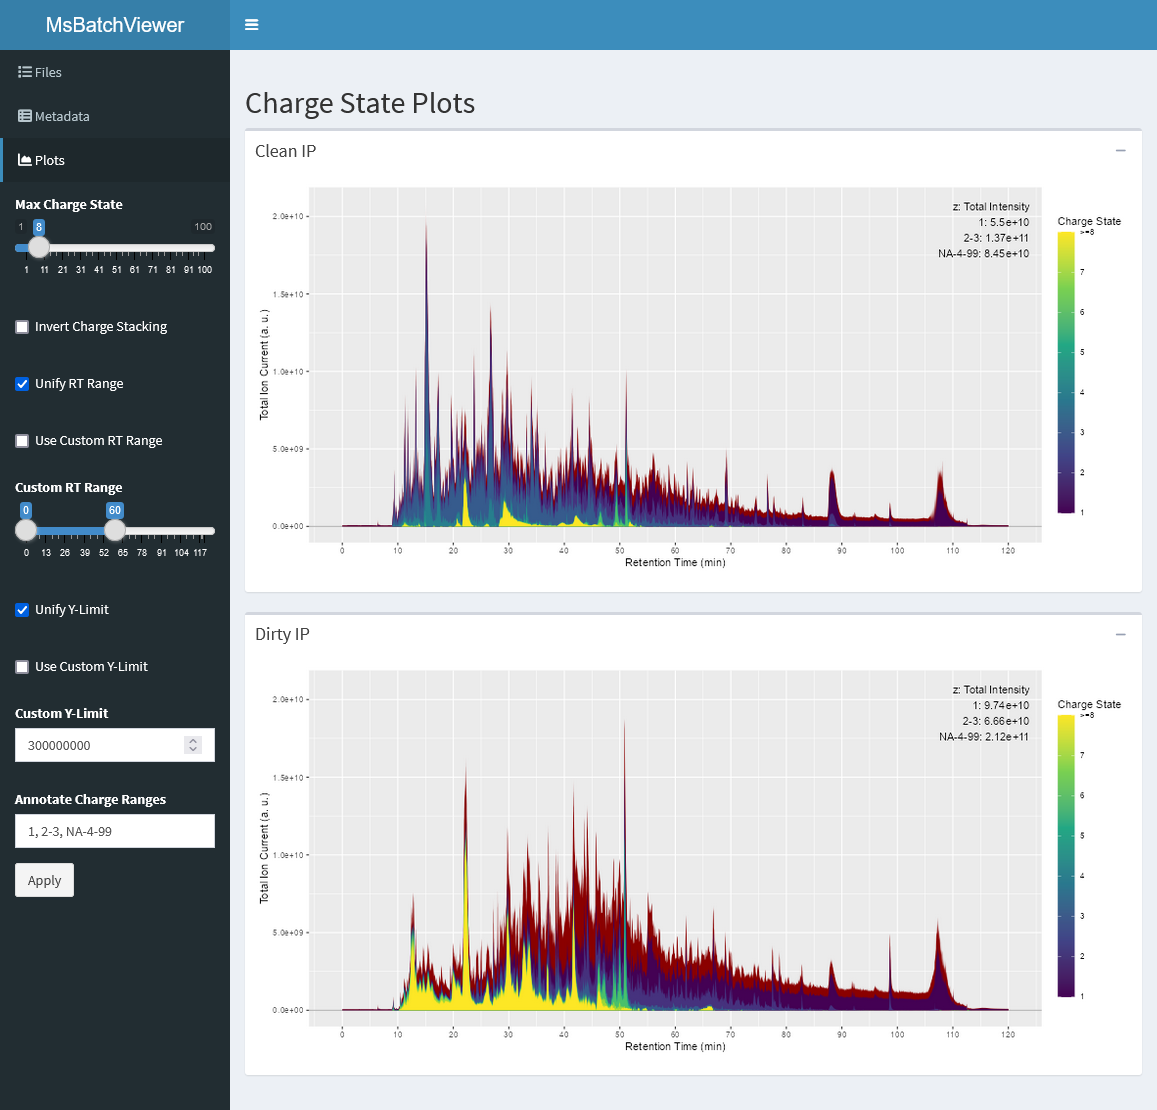 MsBatchViewer
Files
Metadata
Plots
Max Charge State
1 8 100
1 11 21 31 41 51 61 71 81 91 100
Invert Charge Stacking
Unify RT Range
Use Custom RT Range
Custom RT Range
0 60
0 13 26 39 52 65 78 91 104 117
Unify Y-Limit
Use Custom Y-Limit
Custom Y-Limit
300000000
Annotate Charge Ranges
1, 2-3, NA-4-99
Apply
Charge State Plots
Clean IP
z: Total Intensity
1: 5.5e+10
2-3: 1.37e+11
NA-4-99: 8.45e+10
Total Ion Current (a. u.)
2.0e+10
1.5e+10
1.0e+10
5.0e+09
0.0e+00
0 10 20 30 40 50 60 70 80 90 100 110 120
Retention Time (min)
Charge State
>=8
7
6
5
4
3
2
1
Dirty IP
z: Total Intensity
1: 9.74e+10
2-3: 6.66e+10
NA-4-99: 2.12e+11
Total Ion Current (a. u.)
2.0e+10
1.5e+10
1.0e+10
5.0e+09
0.0e+00
0 10 20 30 40 50 60 70 80 90 100 110 120
Retention Time (min)
Charge State
>=8
7
6
5
4
3
2
1